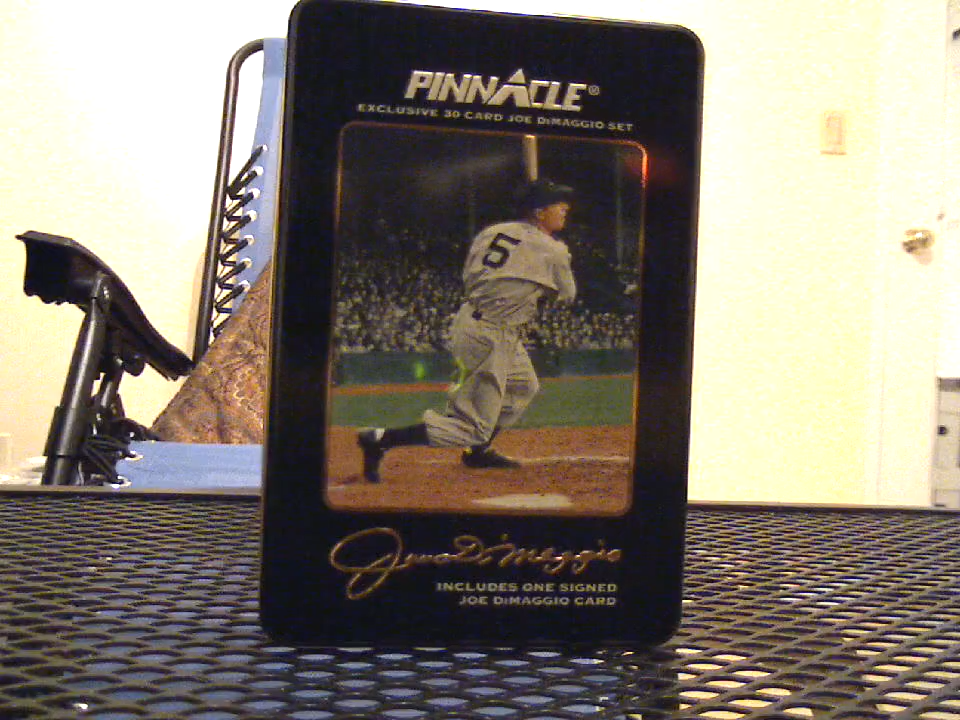 PINNACLE®
EXCLUSIVE 30 CARD JOE DiMAGGIO SET
5
Joe DiMaggio
INCLUDES ONE SIGNED
JOE DiMAGGIO CARD